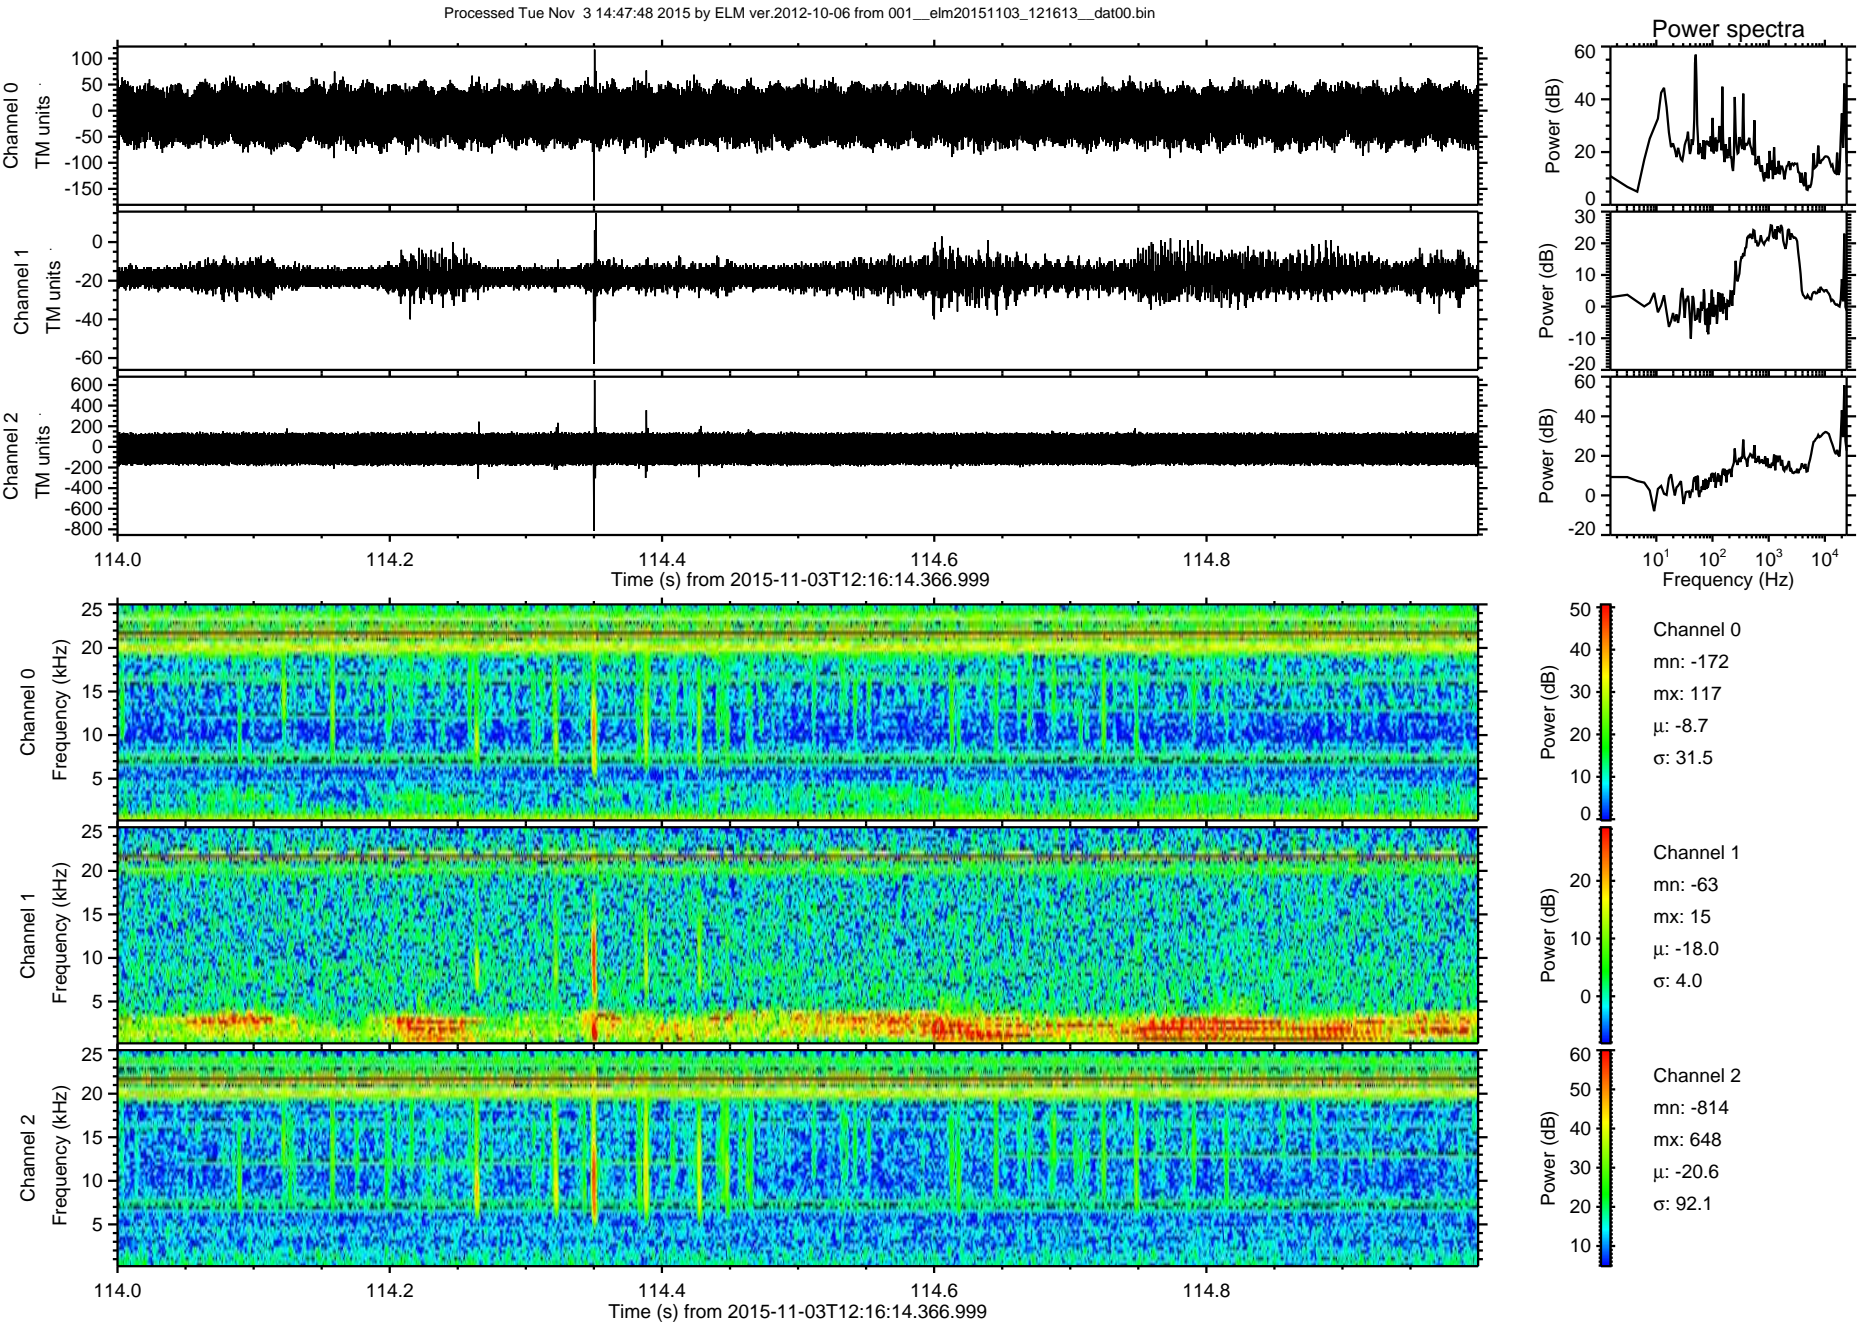 Processed Tue Nov  3 14:47:48 2015 by ELM ver.2012-10-06 from 001__elm20151103_121613__dat00.bin
Power spectra
Channel 0
TM units
100
50
0
-50
-100
-150
Power (dB)
60
40
20
0
Channel 1
TM units
0
-20
-40
-60
Power (dB)
30
20
10
0
-10
-20
Channel 2
TM units
600
400
200
0
-200
-400
-600
-800
Power (dB)
60
40
20
0
-20
114.0
114.2
114.4
114.6
114.8
Time (s) from 2015-11-03T12:16:14.366.999
10^1
10^2
10^3
10^4
Frequency (Hz)
Channel 0
Frequency (kHz)
25
20
15
10
5
Power (dB)
50
40
30
20
10
0
Channel 0
mn: -172
mx: 117
μ: -8.7
σ: 31.5
Channel 1
Frequency (kHz)
25
20
15
10
5
Power (dB)
20
10
0
Channel 1
mn: -63
mx: 15
μ: -18.0
σ: 4.0
Channel 2
Frequency (kHz)
25
20
15
10
5
Power (dB)
60
50
40
30
20
10
Channel 2
mn: -814
mx: 648
μ: -20.6
σ: 92.1
114.0
114.2
114.4
114.6
114.8
Time (s) from 2015-11-03T12:16:14.366.999